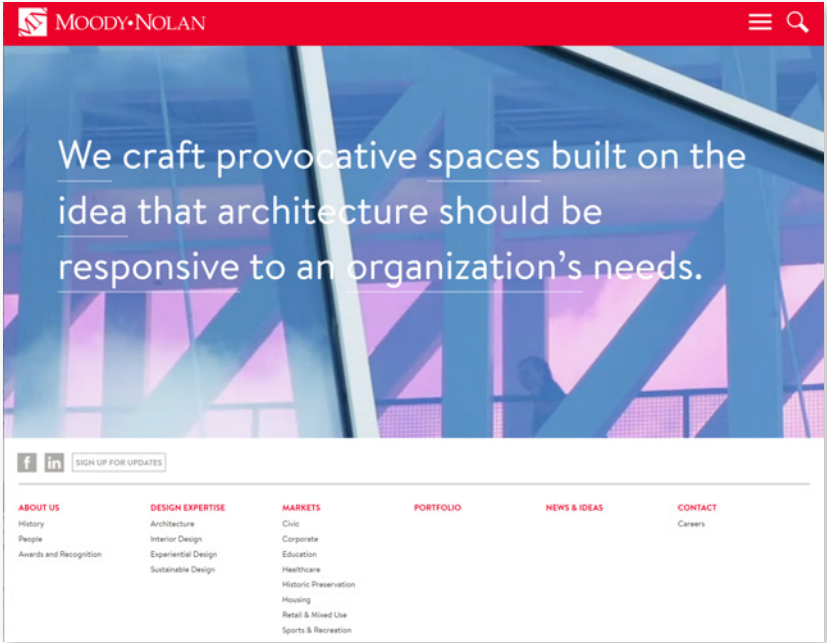 MOODY•NOLAN
We craft provocative spaces built on the
idea that architecture should be
responsive to an organization's needs.
f in SIGN UP FOR UPDATES
ABOUT US
History
People
Awards and Recognition
DESIGN EXPERTISE
Architecture
Interior Design
Experiential Design
Sustainable Design
MARKETS
Civic
Corporate
Education
Healthcare
Historic Preservation
Housing
Retail & Mixed Use
Sports & Recreation
PORTFOLIO
NEWS & IDEAS
CONTACT
Careers